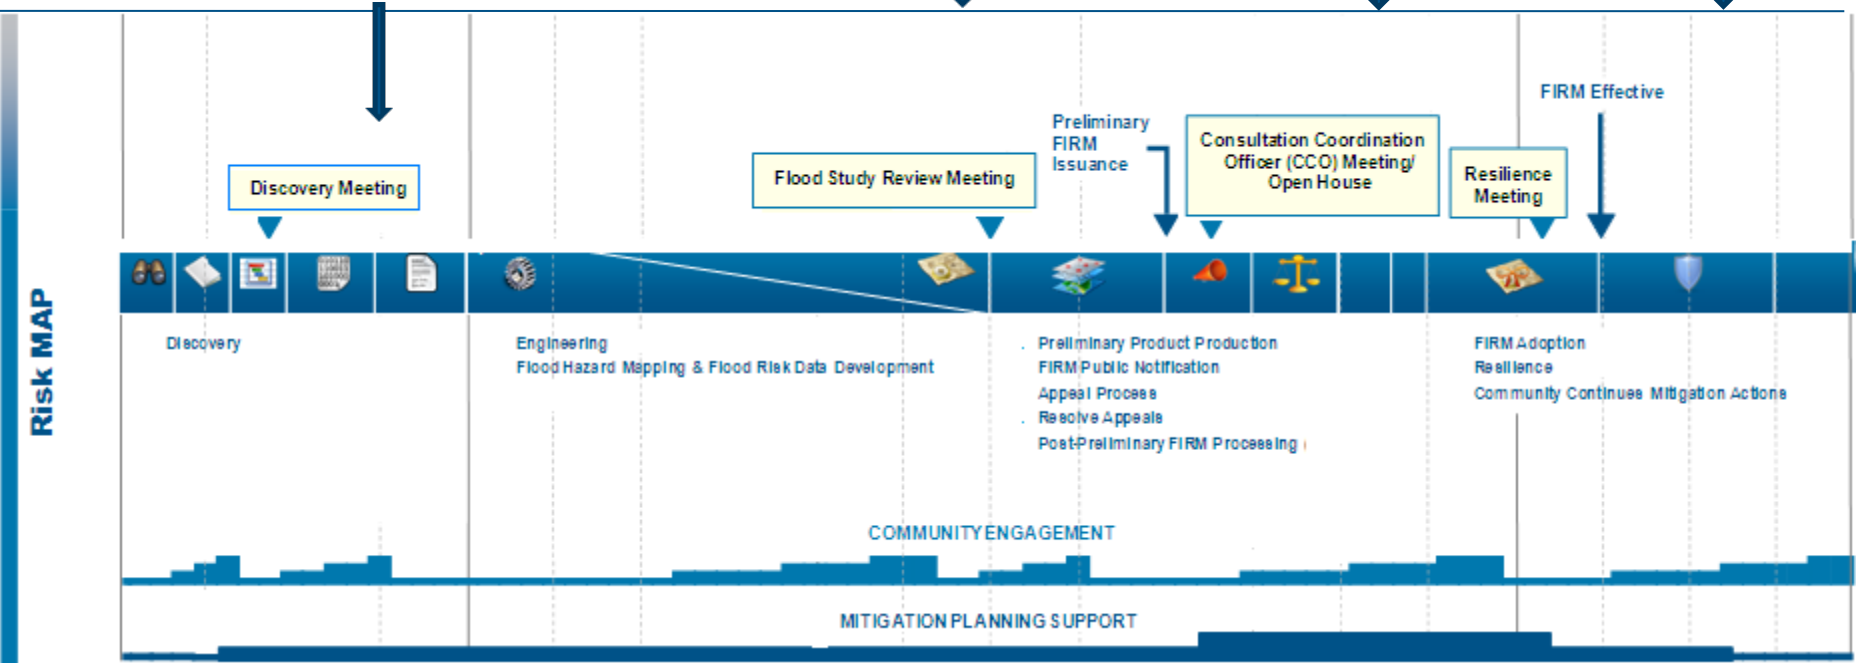 FIRM Effective
Preliminary
FIRM
Issuance
Consultation Coordination
Officer (CCO) Meeting/
Open House
Discovery Meeting
Flood Study Review Meeting
Resilience
Meeting
Risk MAP
Discovery
Engineering
Flood Hazard Mapping & Flood Risk Data Development
. Preliminary Product Production
FIRM Public Notification
Appeal Process
. Resolve Appeals
Post-Preliminary FIRM Processing
FIRM Adoption
Resilience
Community Continues Mitigation Actions
COMMUNITY ENGAGEMENT
MITIGATION PLANNING SUPPORT